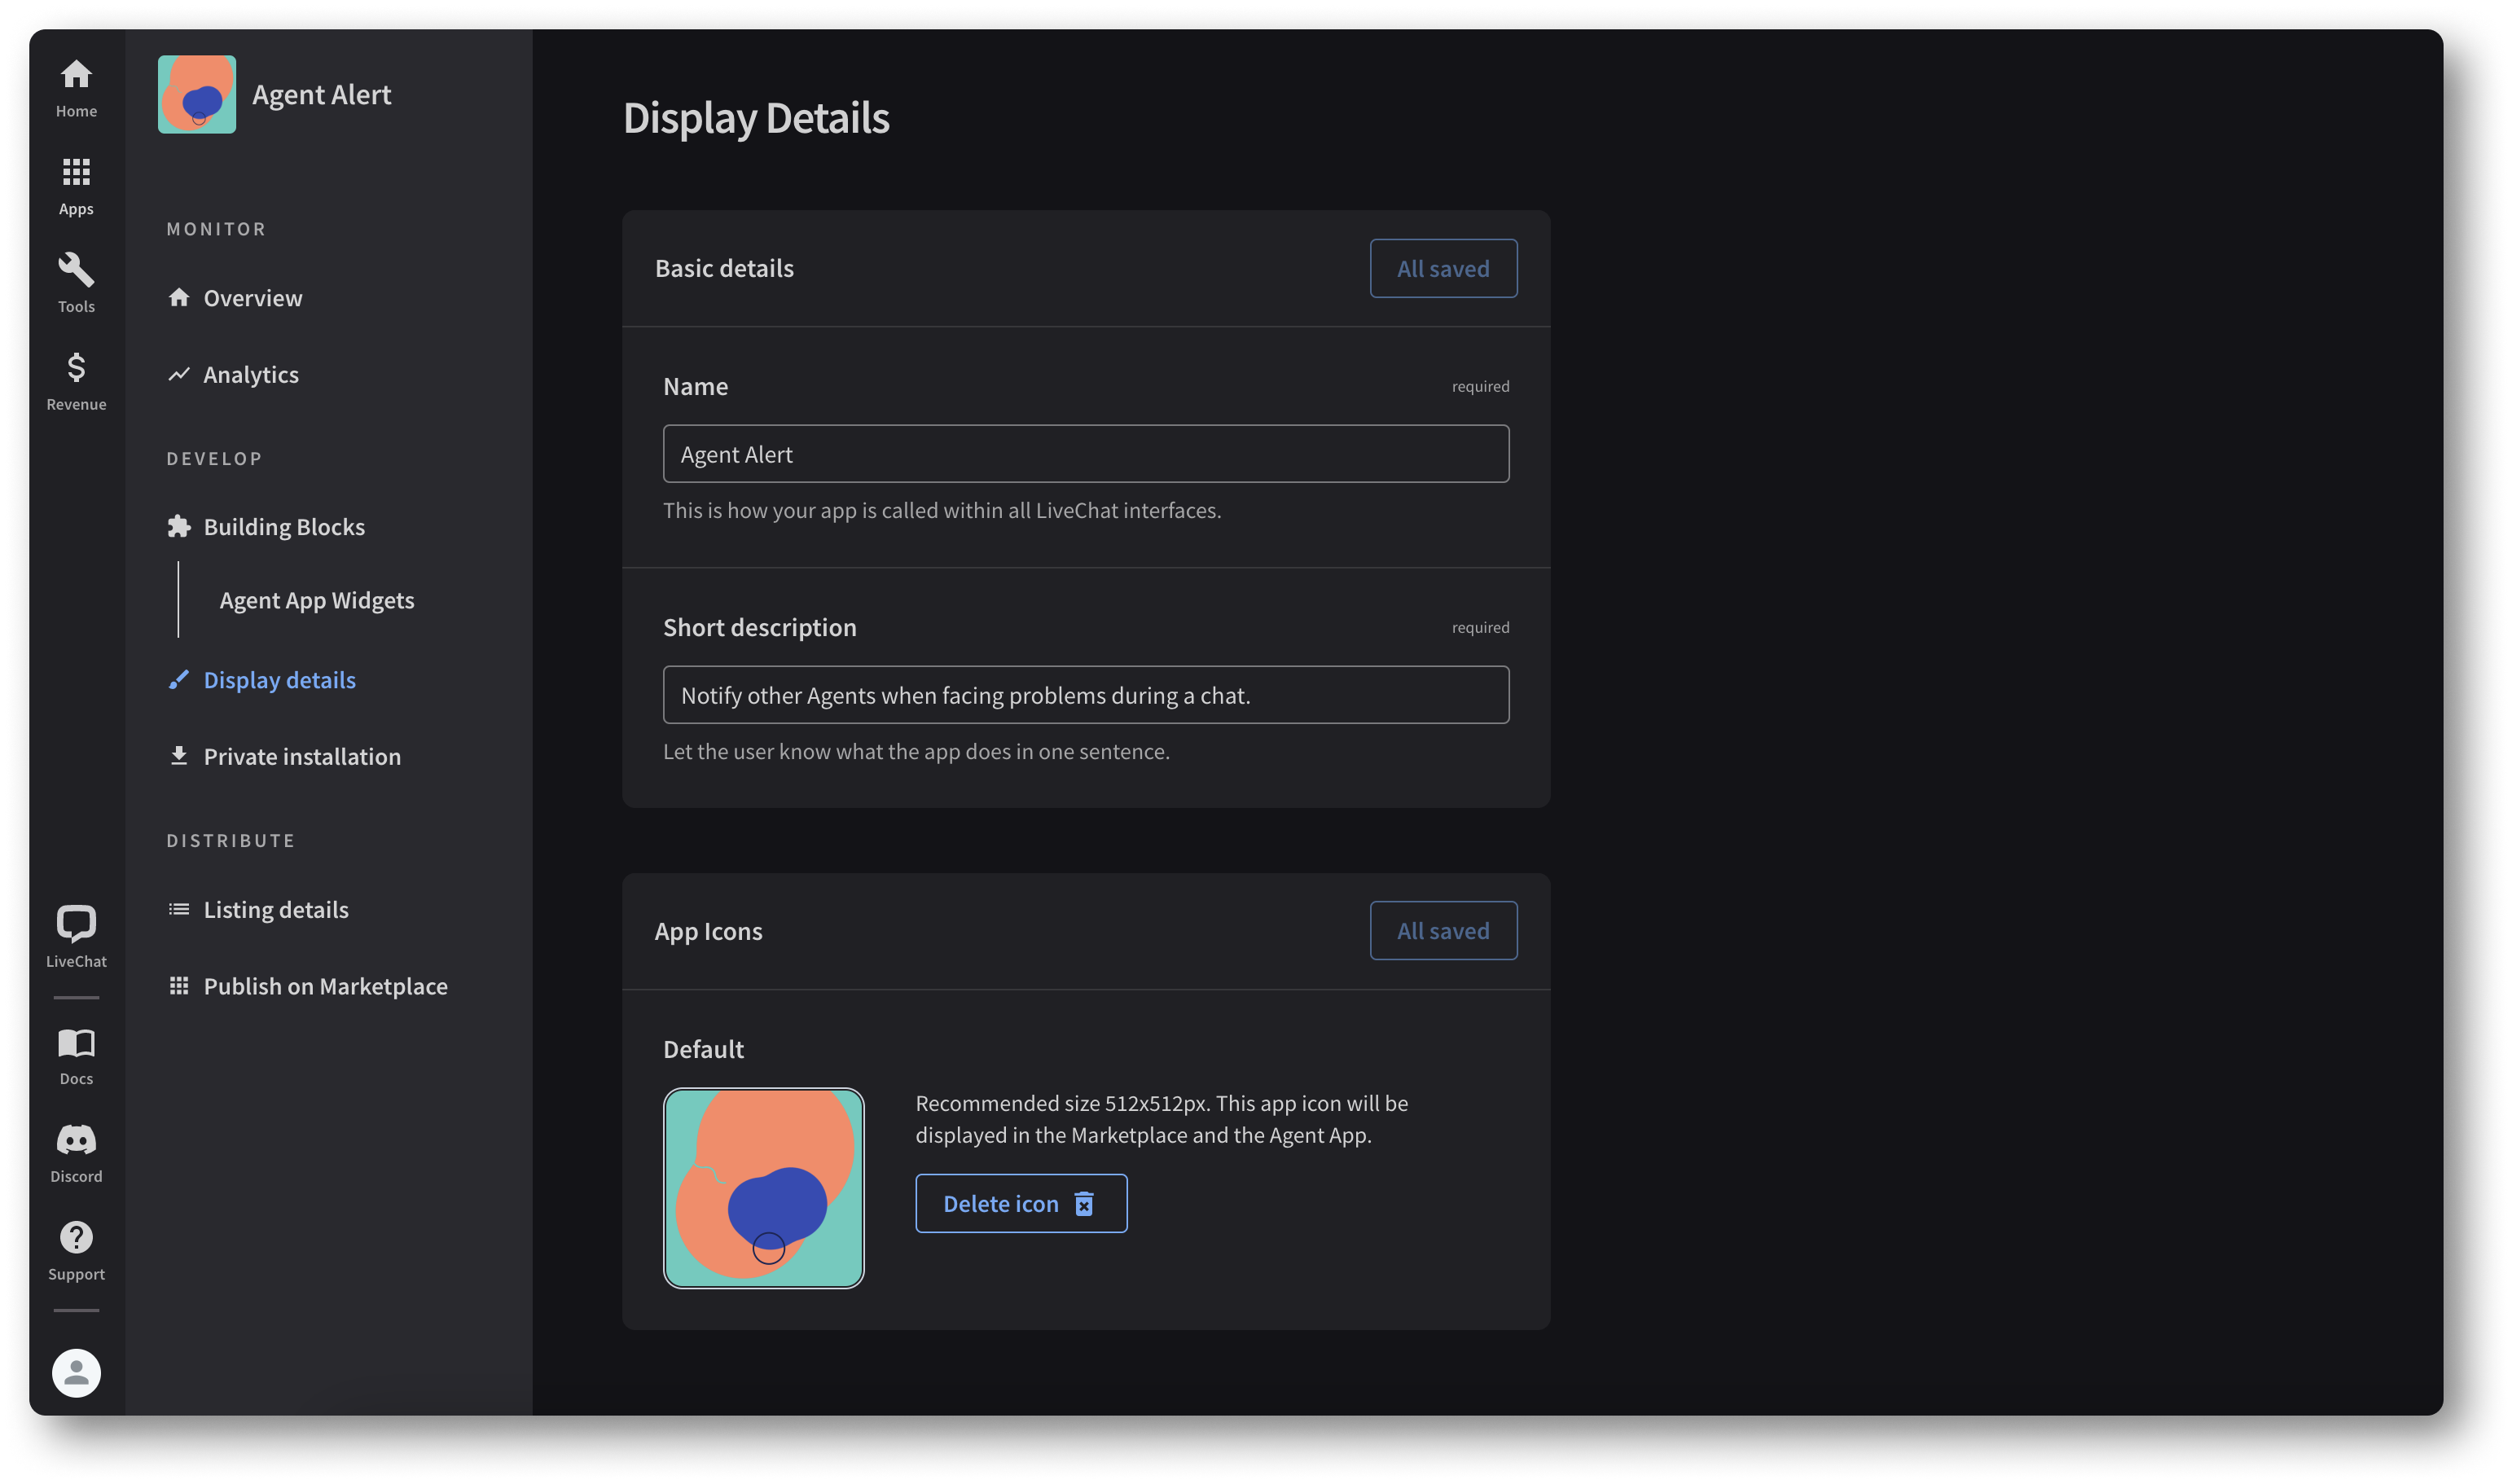 Home
Apps
Tools
Revenue
LiveChat
Docs
Discord
Support
Agent Alert
MONITOR
Overview
Analytics
DEVELOP
Building Blocks
Agent App Widgets
Display details
Private installation
DISTRIBUTE
Listing details
Publish on Marketplace
Display Details
Basic details
All saved
Name
required
Agent Alert
This is how your app is called within all LiveChat interfaces.
Short description
required
Notify other Agents when facing problems during a chat.
Let the user know what the app does in one sentence.
App Icons
All saved
Default
Recommended size 512x512px. This app icon will be
displayed in the Marketplace and the Agent App.
Delete icon